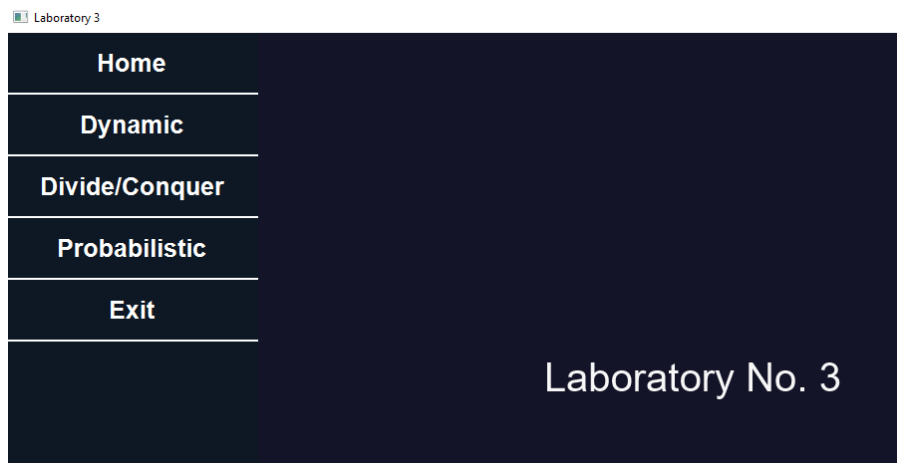 Laboratory 3
Home
Dynamic
Divide/Conquer
Probabilistic
Exit
Laboratory No. 3